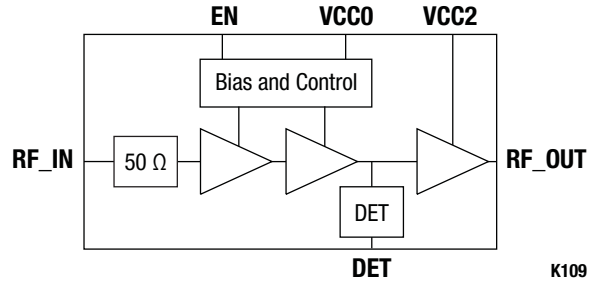 EN VCC0 VCC2
Bias and Control
RF_IN 50 Ω RF_OUT
DET
DET
K109